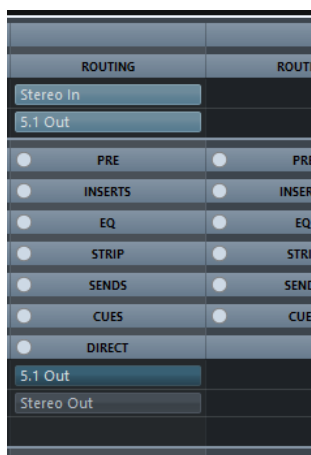 ROUTING ROUTI
Stereo In
5.1 Out
PRE PRE
INSERTS INSER
EQ EQ
STRIP STRI
SENDS SEND
CUES CUE
DIRECT
5.1 Out
Stereo Out